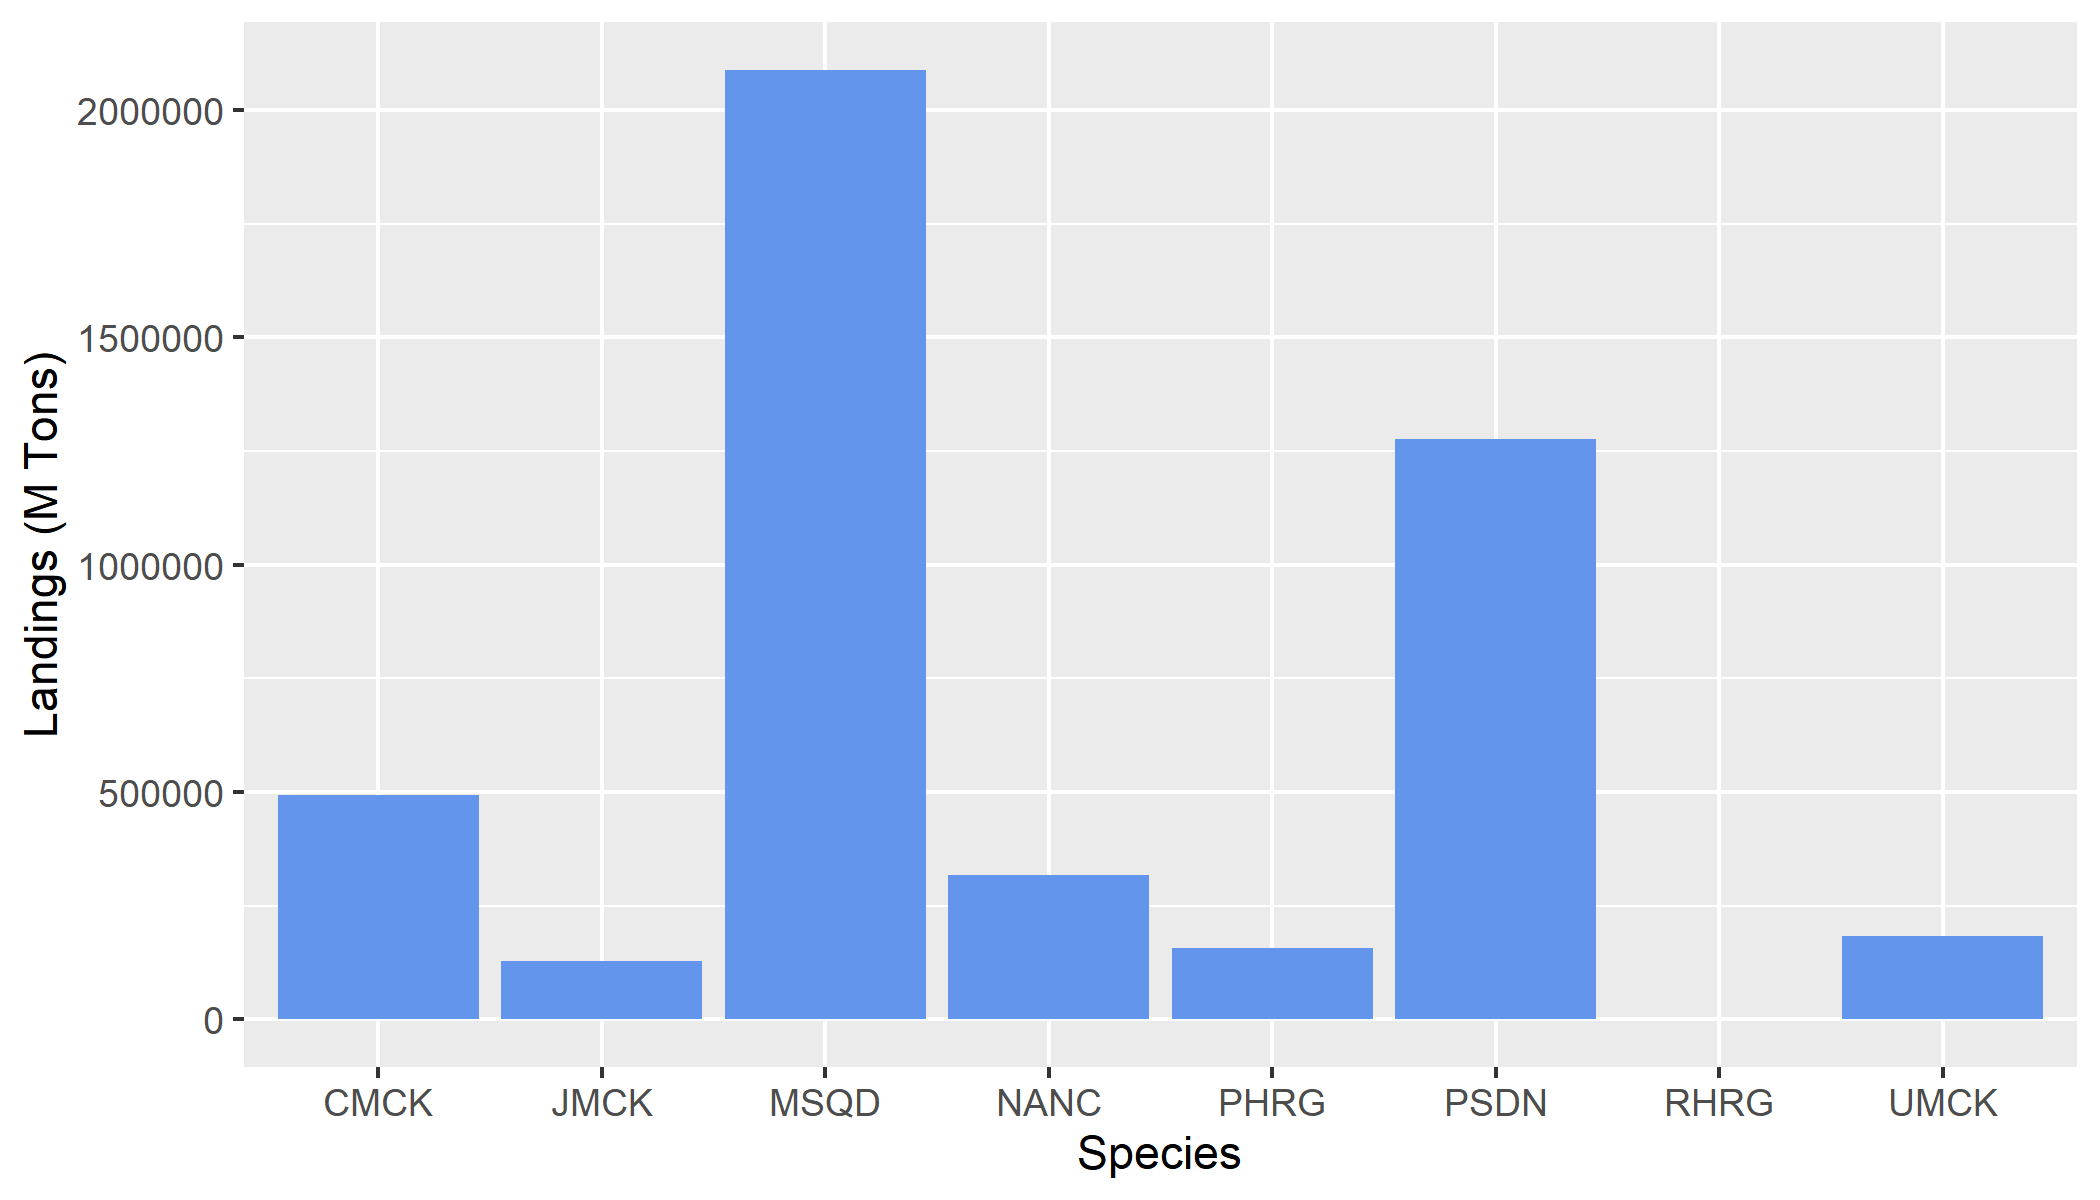 2000000
1500000
1000000
500000
0
Landings (M Tons)
CMCK JMCK MSQD NANC PHRG PSDN RHRG UMCK
Species